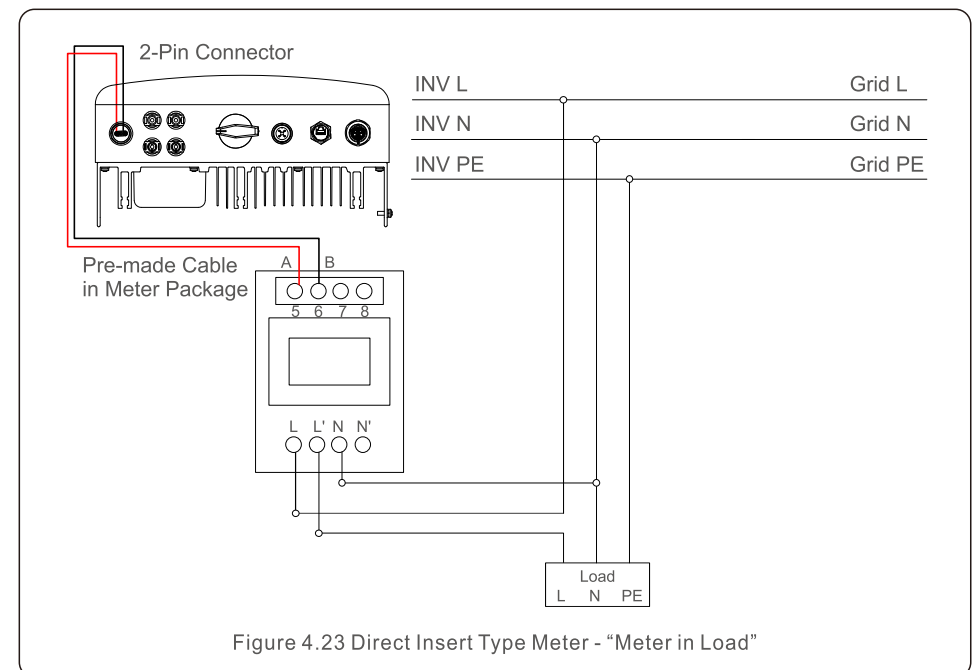 2-Pin Connector
INV L Grid L
INV N Grid N
INV PE Grid PE
Pre-made Cable
in Meter Package
A B
5 6 7 8
L L' N N'
Load
L N PE
Figure 4.23 Direct Insert Type Meter - “Meter in Load”